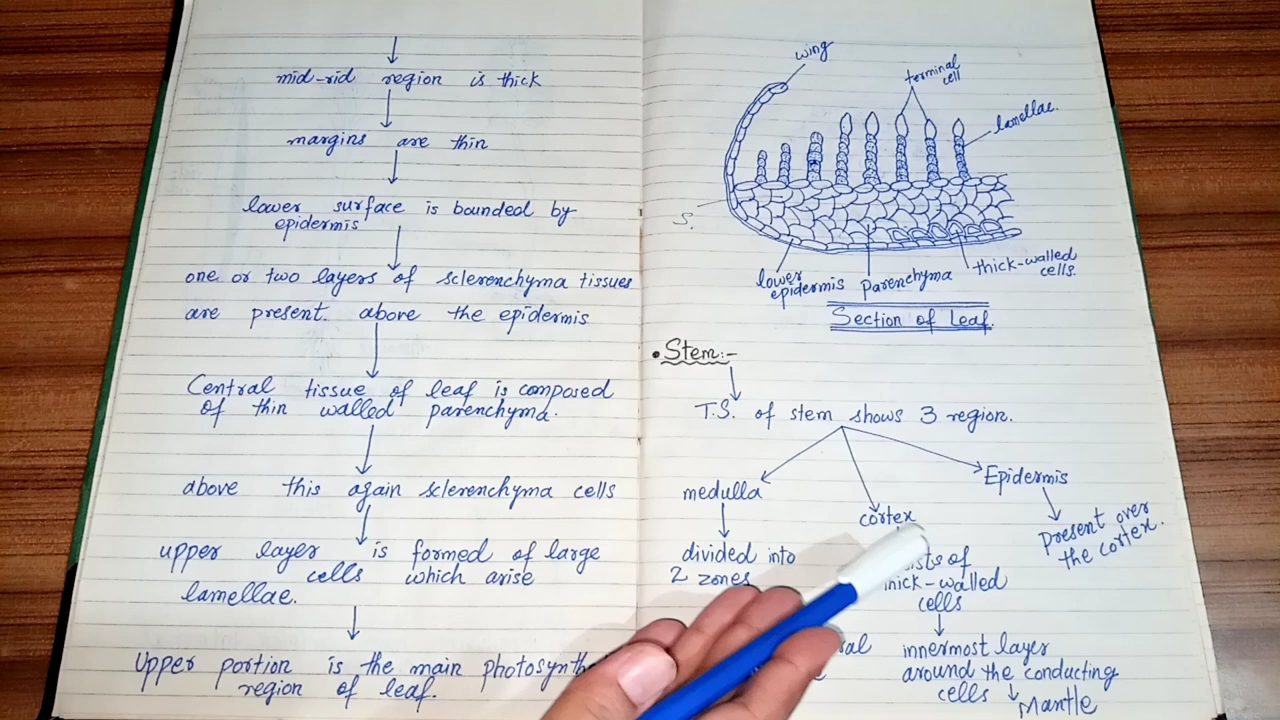 mid-rid region is thick
margins are thin
lower surface is bounded by
epidermis
one or two layers of sclerenchyma tissues
are present above the epidermis
Central tissue of leaf is composed
of thin walled parenchyma.
above this again sclerenchyma cells
upper layer is formed of large
cells which arise
lamellae.
Upper portion is the main
region of leaf.
wing
terminal
cell
lamellae.
S.
lower
epidermis
parenchyma
thick-walled
cells.
Section of Leaf.
• Stem:-
T.S. of stem shows 3 region.
medulla
cortex
Epidermis
divided into
2 zones
Present over
the cortex.
of
walled
cells
innermost layer
around the conducting
cells
Mantle